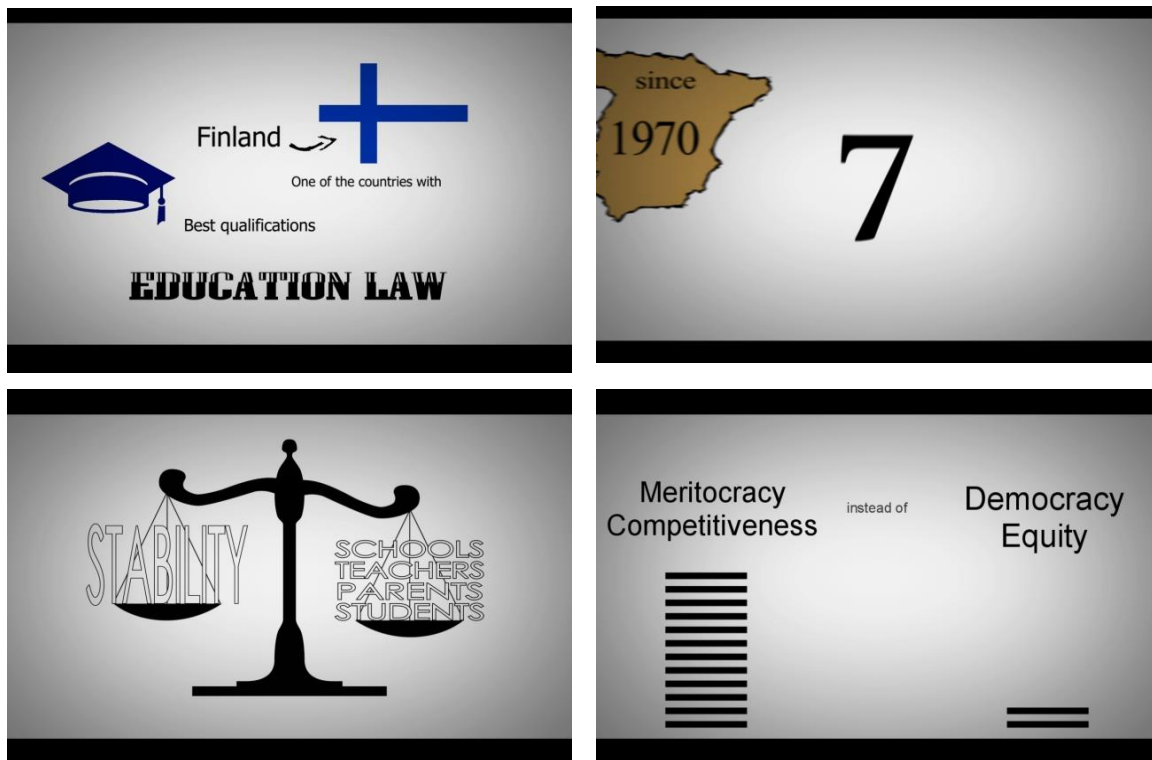 Finland
One of the countries with
Best qualifications
EDUCATION LAW
since
1970
7
STABILITY
SCHOOLS
TEACHERS
PARENTS
STUDENTS
Meritocracy
Competitiveness
instead of
Democracy
Equity